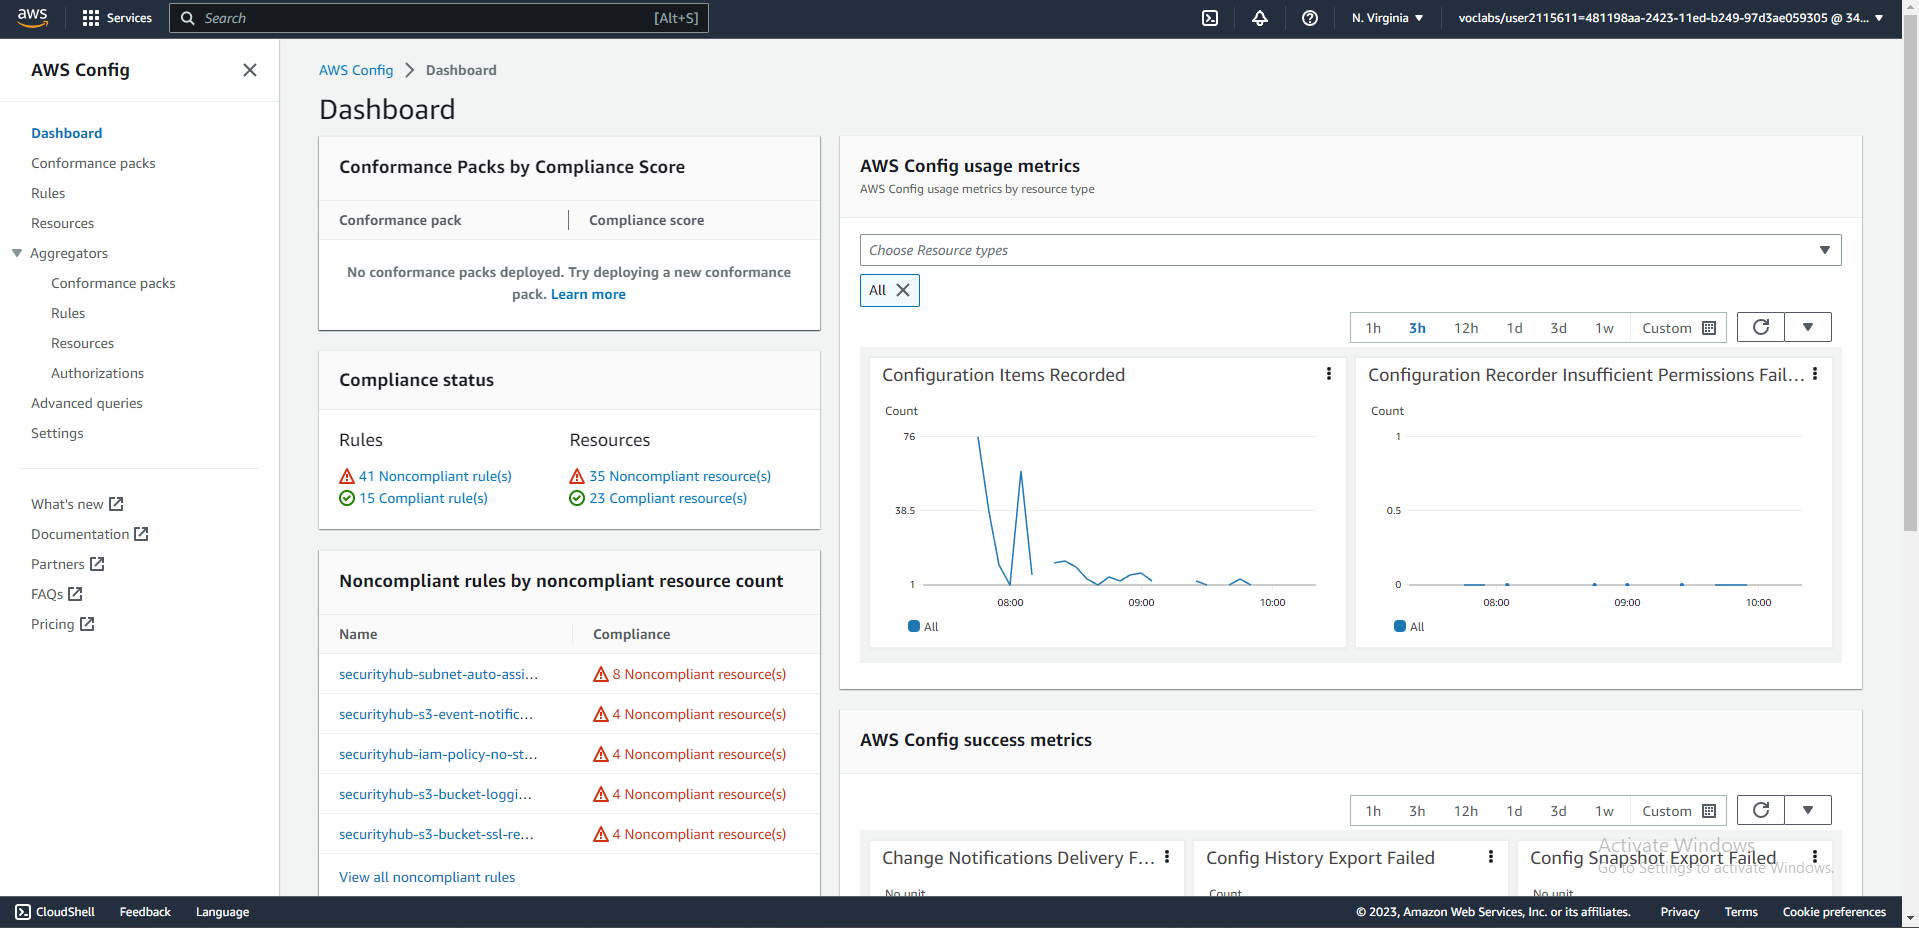 aws
Services
Search
[Alt+S]
N. Virginia
voclabs/user2115611=481198aa-2423-11ed-b249-97d3ae059305 @ 34...
AWS Config
Dashboard
Conformance packs
Rules
Resources
Aggregators
Conformance packs
Rules
Resources
Authorizations
Advanced queries
Settings
What's new
Documentation
Partners
FAQs
Pricing
AWS Config
Dashboard
Dashboard
Conformance Packs by Compliance Score
Conformance pack
Compliance score
No conformance packs deployed. Try deploying a new conformance
pack. Learn more
Compliance status
Rules
Resources
41 Noncompliant rule(s)
35 Noncompliant resource(s)
15 Compliant rule(s)
23 Compliant resource(s)
Noncompliant rules by noncompliant resource count
Name
Compliance
securityhub-subnet-auto-assi...
8 Noncompliant resource(s)
securityhub-s3-event-notific...
4 Noncompliant resource(s)
securityhub-iam-policy-no-st...
4 Noncompliant resource(s)
securityhub-s3-bucket-loggi...
4 Noncompliant resource(s)
securityhub-s3-bucket-ssl-re...
4 Noncompliant resource(s)
View all noncompliant rules
AWS Config usage metrics
AWS Config usage metrics by resource type
Choose Resource types
All
1h 3h 12h 1d 3d 1w Custom
Configuration Items Recorded
Count
76
38.5
1
08:00 09:00 10:00
All
Configuration Recorder Insufficient Permissions Fail...
Count
1
0.5
0
08:00 09:00 10:00
All
AWS Config success metrics
1h 3h 12h 1d 3d 1w Custom
Change Notifications Delivery F...
No unit
Config History Export Failed
Count
Config Snapshot Export Failed
No unit
Activate Windows
Go to Settings to activate Windows.
CloudShell
Feedback
Language
© 2023, Amazon Web Services, Inc. or its affiliates.
Privacy
Terms
Cookie preferences